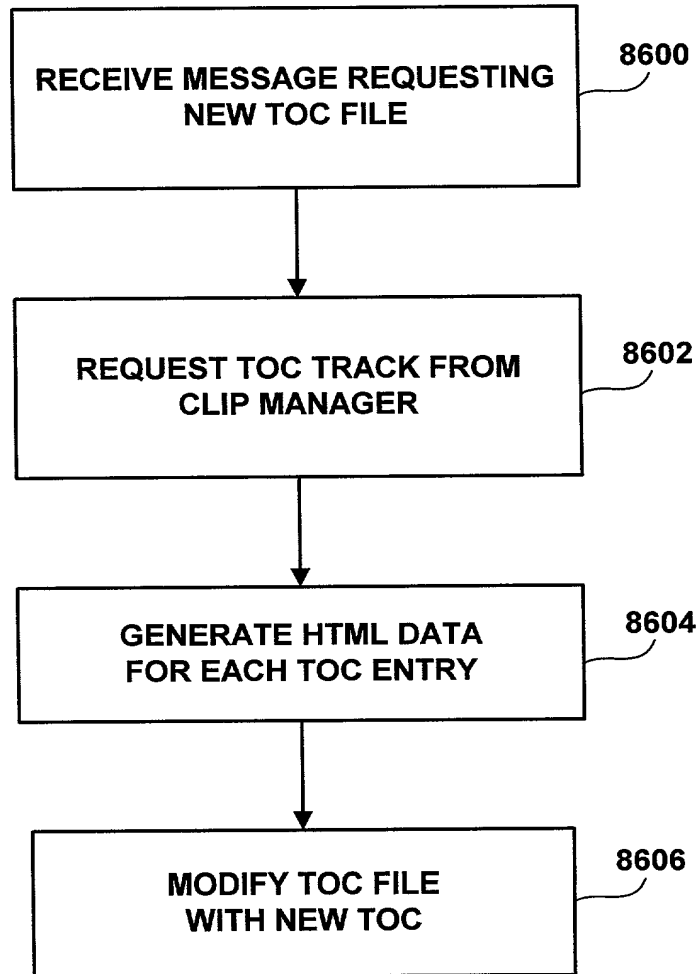 RECEIVE MESSAGE REQUESTING
NEW TOC FILE
8600
REQUEST TOC TRACK FROM
CLIP MANAGER
8602
GENERATE HTML DATA
FOR EACH TOC ENTRY
8604
MODIFY TOC FILE
WITH NEW TOC
8606